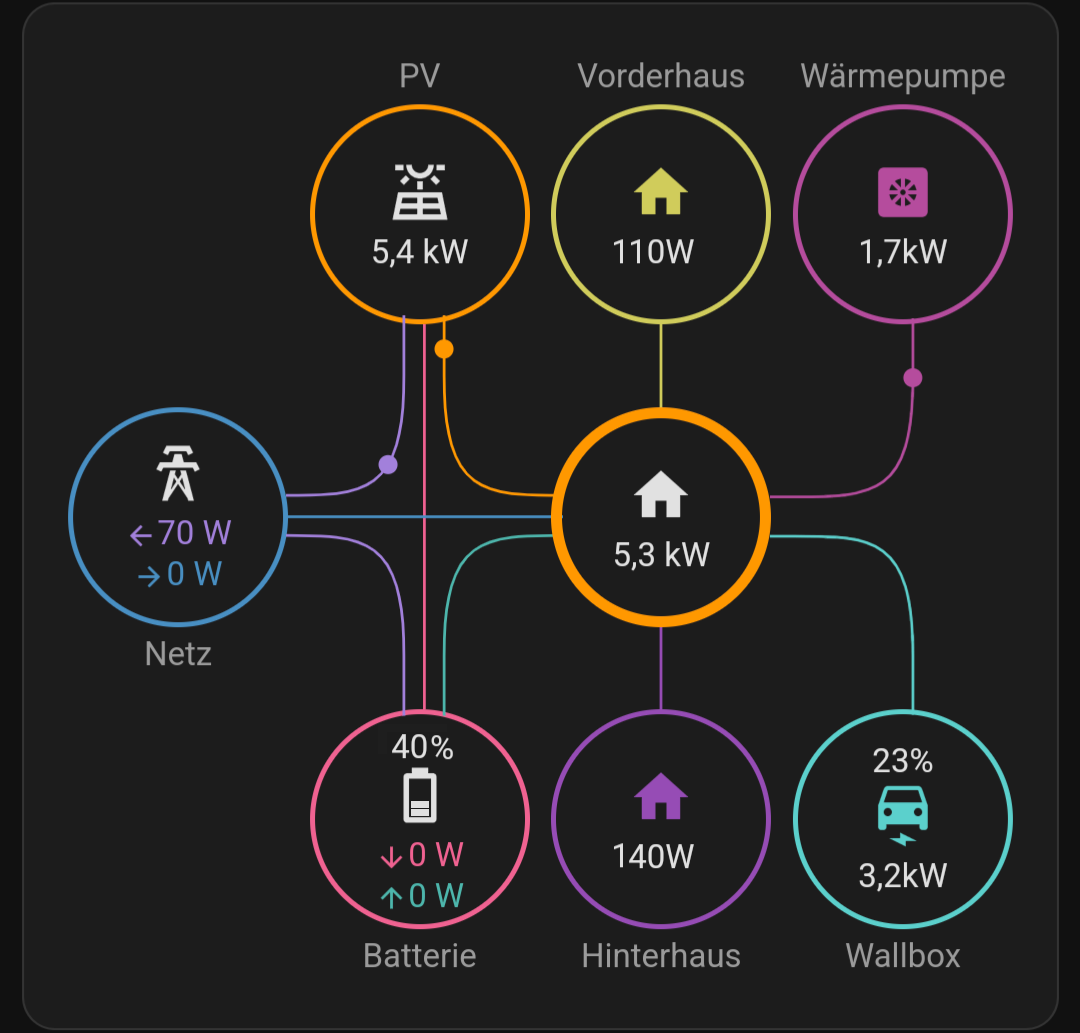 PV
Vorderhaus
Wärmepumpe
5,4 kW
110W
1,7kW
←70 W
→0 W
Netz
5,3 kW
40%
↓0 W
↑0 W
Batterie
140W
Hinterhaus
23%
3,2kW
Wallbox